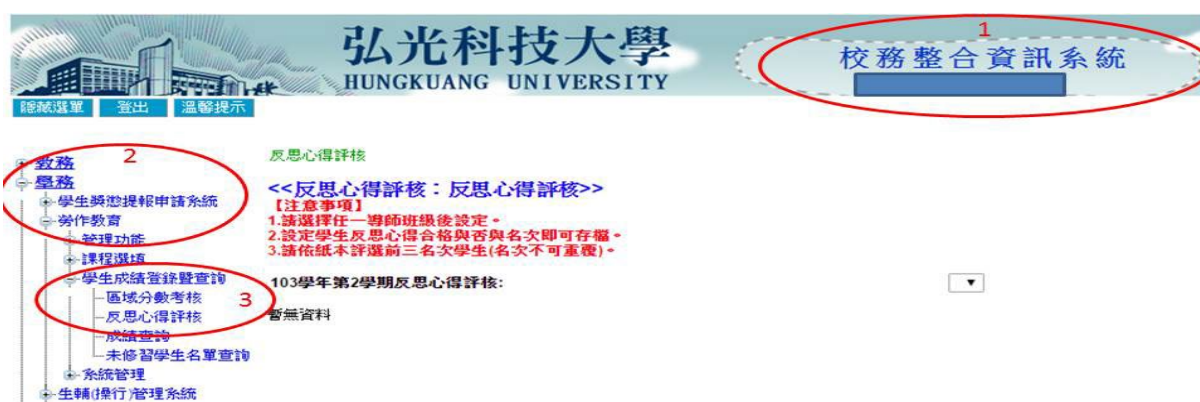 弘光科技大學
HUNGKUANG UNIVERSITY
1
校務整合資訊系統
隱藏選單 登出 溫馨提示
2
教務
學務
學生獎懲提報申請系統
勞作教育
管理功能
課程選填
學生成績登錄暨查詢
區域分數考核
3
反思心得評核
成績查詢
未修習學生名單查詢
系統管理
生輔(操行)管理系統
反思心得評核
<<反思心得評核：反思心得評核>>
【注意事項】
1.請選擇任一導師班級後設定。
2.設定學生反思心得合格與否與名次即可存檔。
3.請依紙本評選前三名次學生(名次不可重覆)。
103學年第2學期反思心得評核:
暫無資料